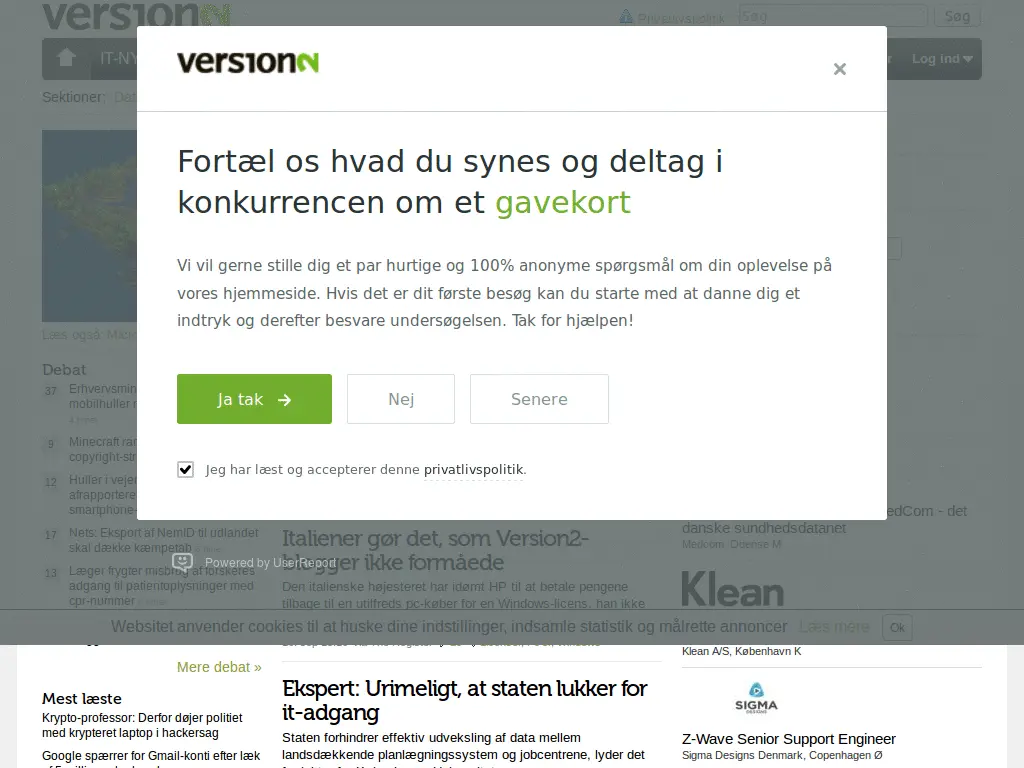 version2
Privatlivspolitik
Søg
Søg
IT-NY
Log ind
Sektioner: Dat
version2
×
Fortæl os hvad du synes og deltag i
konkurrencen om et gavekort
Vi vil gerne stille dig et par hurtige og 100% anonyme spørgsmål om din oplevelse på
vores hjemmeside. Hvis det er dit første besøg kan du starte med at danne dig et
indtryk og derefter besvare undersøgelsen. Tak for hjælpen!
Ja tak →
Nej
Senere
Jeg har læst og accepterer denne privatlivspolitik.
Powered by UserReport
Læs også:
Debat
37 Erhvervsmin
mobilhuller
9 Minecraft ran
copyright-str
12 Huller i vejen
afrapportere
smartphone-
17 Nets: Eksport af NemID til udlandet
skal dække kæmpetab
13 Læger frygter misbrug af forskeres
adgang til patientoplysninger med
cpr-nummer
Mere debat »
Mest læste
Krypto-professor: Derfor døjer politiet
med krypteret laptop i hackersag
Google spærrer for Gmail-konti efter læk
Italiener gør det, som Version2-
blogger ikke formåede
Den italienske højesteret har idømt HP til at betale pengene
tilbage til en utilfreds pc-køber for en Windows-licens, han ikke
Ekspert: Urimeligt, at staten lukker for
it-adgang
Staten forhindrer effektiv udveksling af data mellem
landsdækkende planlægningssystem og jobcentrene, lyder det
edCom - det
danske sundhedsdatanet
Medcom, Odense M
Klean
Klean A/S, København K
SIGMA
DESIGNS
Z-Wave Senior Support Engineer
Sigma Designs Denmark, Copenhagen Ø
Websitet anvender cookies til at huske dine indstillinger, indsamle statistik og målrette annoncer Læs mere Ok